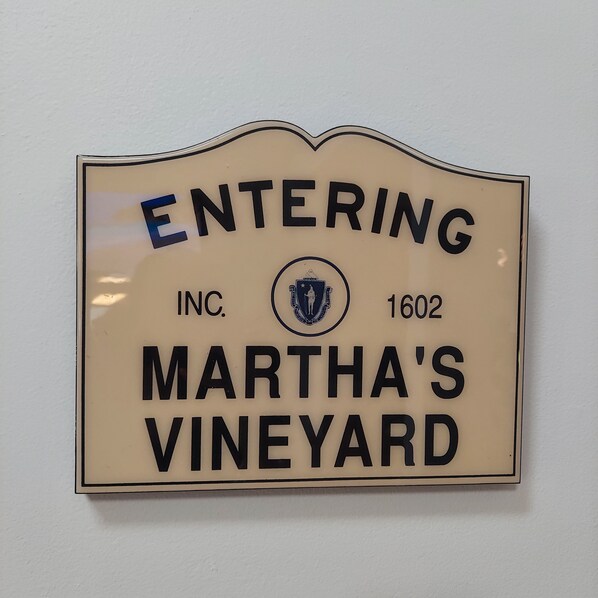 ENTERING
INC. 1602
MARTHA'S
VINEYARD